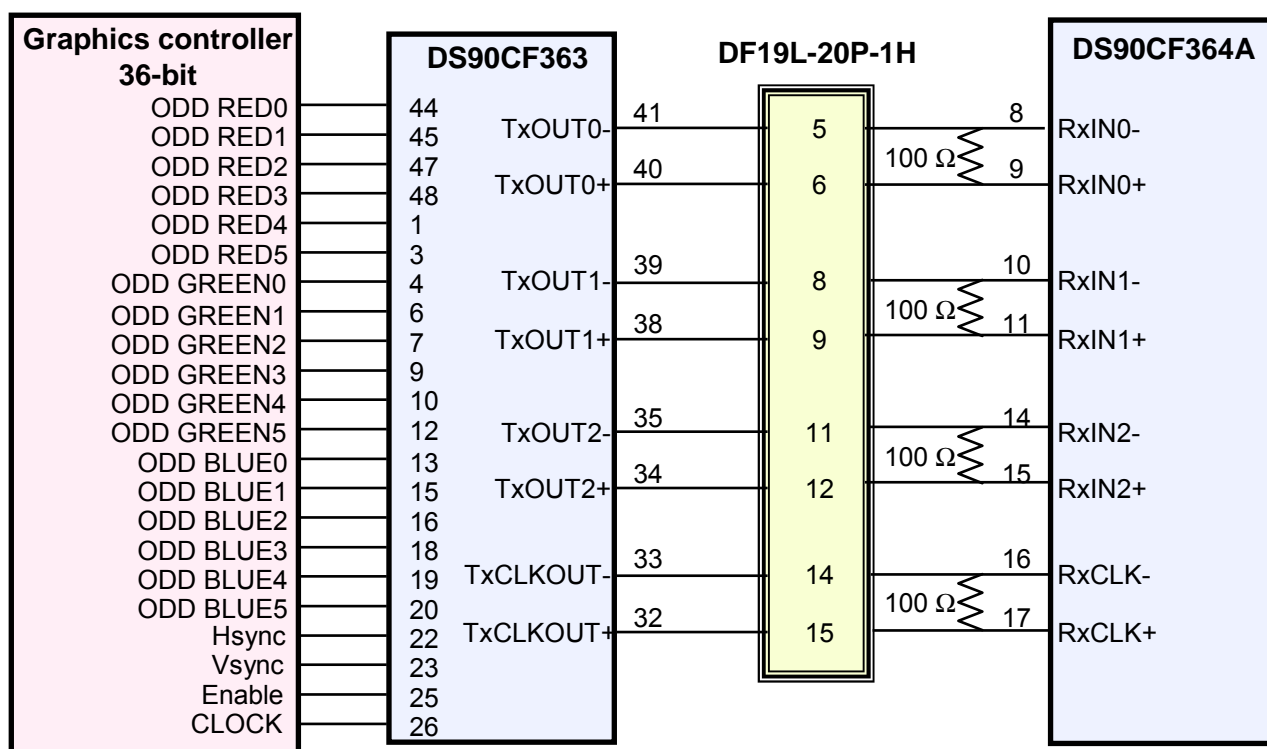 Graphics controller
36-bit
ODD RED0
ODD RED1
ODD RED2
ODD RED3
ODD RED4
ODD RED5
ODD GREEN0
ODD GREEN1
ODD GREEN2
ODD GREEN3
ODD GREEN4
ODD GREEN5
ODD BLUE0
ODD BLUE1
ODD BLUE2
ODD BLUE3
ODD BLUE4
ODD BLUE5
Hsync
Vsync
Enable
CLOCK
DS90CF363
44
45
47
48
1
3
4
6
7
9
10
12
13
15
16
18
19
20
22
23
25
26
TxOUT0-
TxOUT0+
TxOUT1-
TxOUT1+
TxOUT2-
TxOUT2+
TxCLKOUT-
TxCLKOUT+
41
40
39
38
35
34
33
32
DF19L-20P-1H
5
6
8
9
11
12
14
15
8
100 Ω
9
10
100 Ω
11
14
100 Ω
15
16
100 Ω
17
DS90CF364A
RxIN0-
RxIN0+
RxIN1-
RxIN1+
RxIN2-
RxIN2+
RxCLK-
RxCLK+